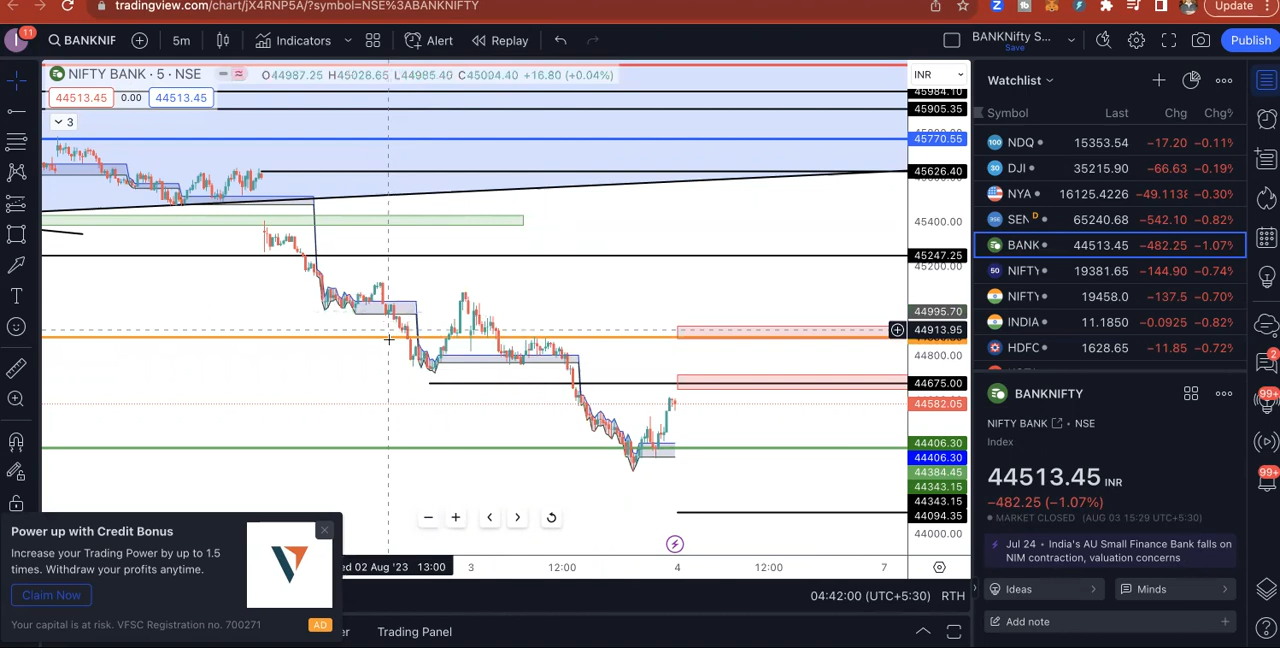 tradingview.com/chart/jX4RNP5A/?symbol=NSE%3ABANKNIFTY
Update
11
BANKNIF
5m
Indicators
Alert
Replay
BANKNifty S...
Save
Publish
NIFTY BANK · 5 · NSE
O44987.25 H45028.65 L44985.40 C45004.40 +16.80 (+0.04%)
INR
44513.45 0.00 44513.45
3
45984.10
45905.35
45770.55
45626.40
45400.00
45247.25
45200.00
44995.70
44913.95
44800.00
44675.00
44582.05
44406.30
44406.30
44384.45
44343.15
44343.15
44094.35
44000.00
Wed 02 Aug '23 13:00
3
12:00
4
12:00
7
04:42:00 (UTC+5:30) RTH
Trading Panel
Power up with Credit Bonus
Increase your Trading Power by up to 1.5
times. Withdraw your profits anytime.
Claim Now
Your capital is at risk. VFSC Registration no. 700271
AD
Watchlist
Symbol Last Chg Chg%
100 NDQ 15353.54 −17.20 −0.11%
30 DJI 35215.90 −66.63 −0.19%
NYA 16125.4226 −49.1138 −0.30%
SEN D 65240.68 −542.10 −0.82%
BANK 44513.45 −482.25 −1.07%
50 NIFTY 19381.65 −144.90 −0.74%
NIFTY 19458.0 −137.5 −0.70%
INDIA 11.1850 −0.0925 −0.82%
HDFC 1628.65 −11.85 −0.72%
BANKNIFTY
NIFTY BANK · NSE
Index
44513.45 INR
−482.25 (−1.07%)
MARKET CLOSED (AUG 03 15:29 UTC+5:30)
Jul 24 • India's AU Small Finance Bank falls on
NIM contraction, valuation concerns
Ideas
Minds
Add note
2
99+
99+